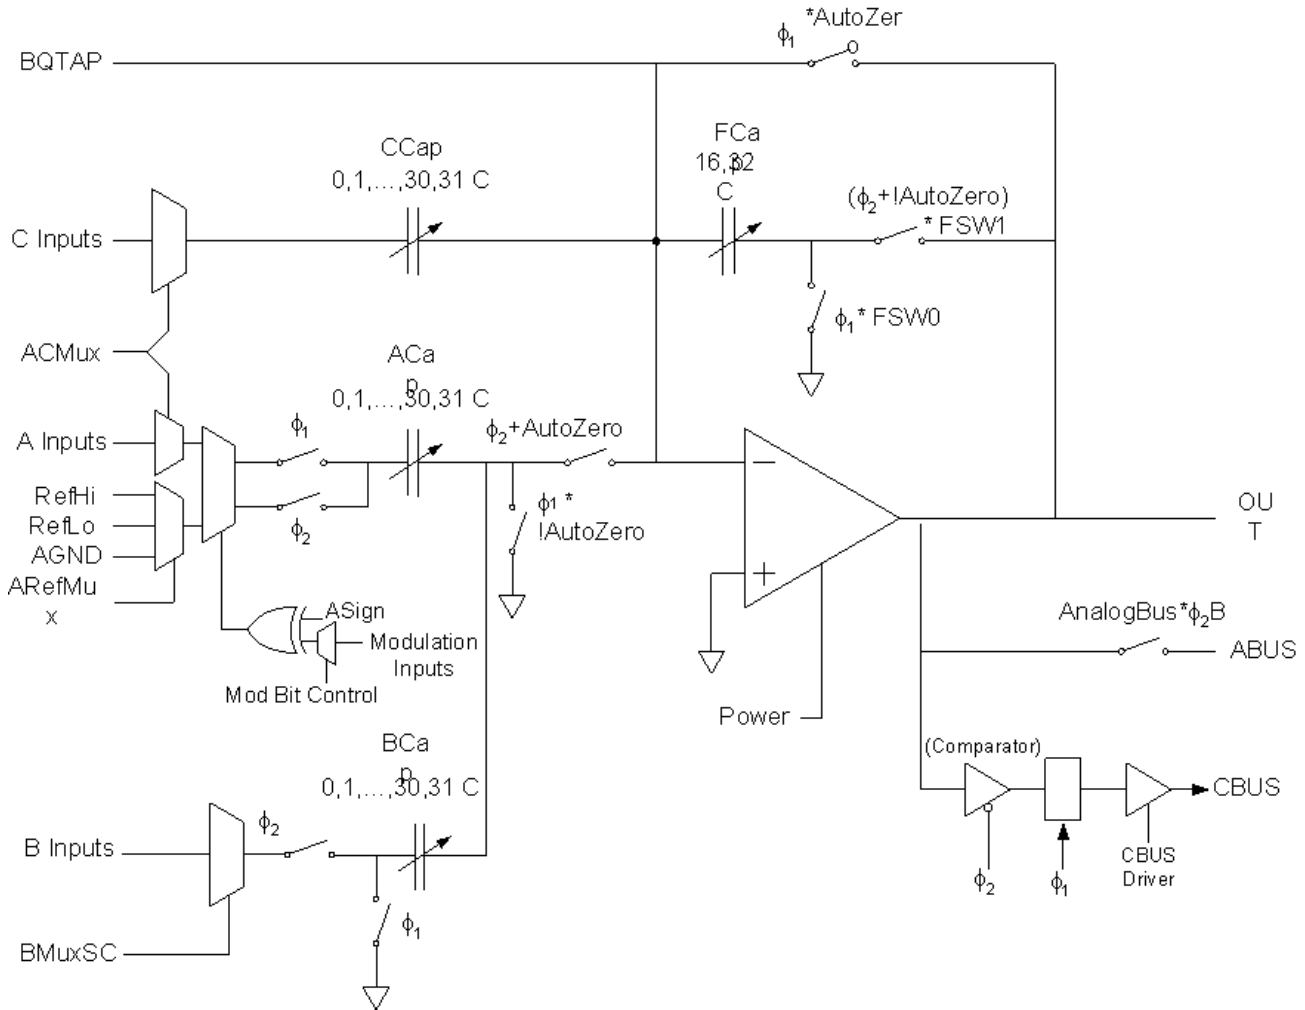 ϕ1 *AutoZer
O
BQTAP
CCap
0,1,...,30,31 C
FCa
p
16,32
C
(ϕ2+!AutoZero)
* FSW1
C Inputs
ϕ1* FSW0
ACMux
ACa
p
0,1,...,30,31 C
ϕ1
ϕ2+AutoZero
A Inputs
RefHi
RefLo
AGND
ARefMu
x
ϕ2
ϕ1 *
!AutoZero
OU
T
ASign
Modulation
Inputs
Mod Bit Control
AnalogBus*ϕ2B
ABUS
Power
BCa
p
0,1,...,30,31 C
(Comparator)
CBUS
ϕ2
B Inputs
ϕ2
ϕ1
CBUS
Driver
ϕ1
BMuxSC